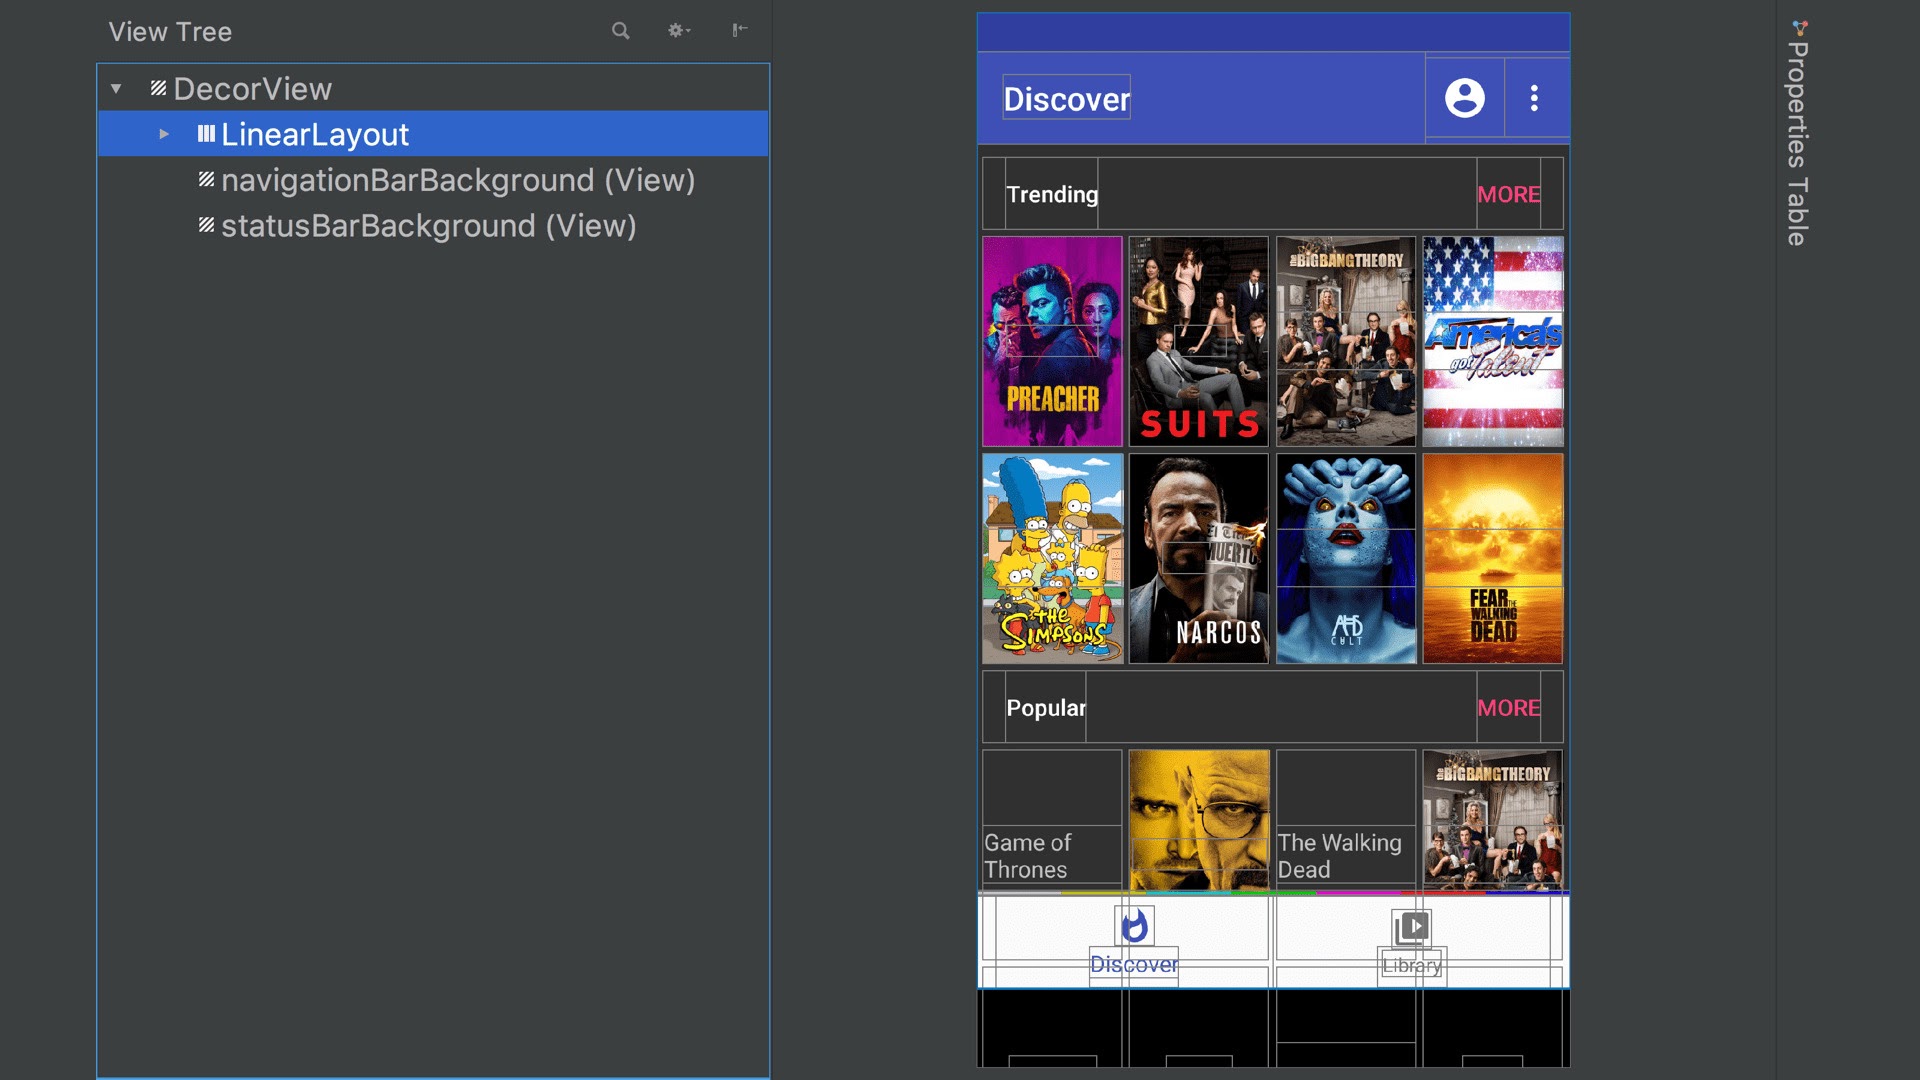 View Tree
DecorView
LinearLayout
navigationBarBackground (View)
statusBarBackground (View)
Discover
Trending
MORE
PREACHER
SUITS
THE BIG BANG THEORY
America's got Talent
THE SIMPSONS
MUERTO
NARCOS
AHS
CULT
FEAR THE WALKING DEAD
Popular
MORE
Game of
Thrones
The Walking
Dead
THE BIG BANG THEORY
Discover
Library
Properties Table